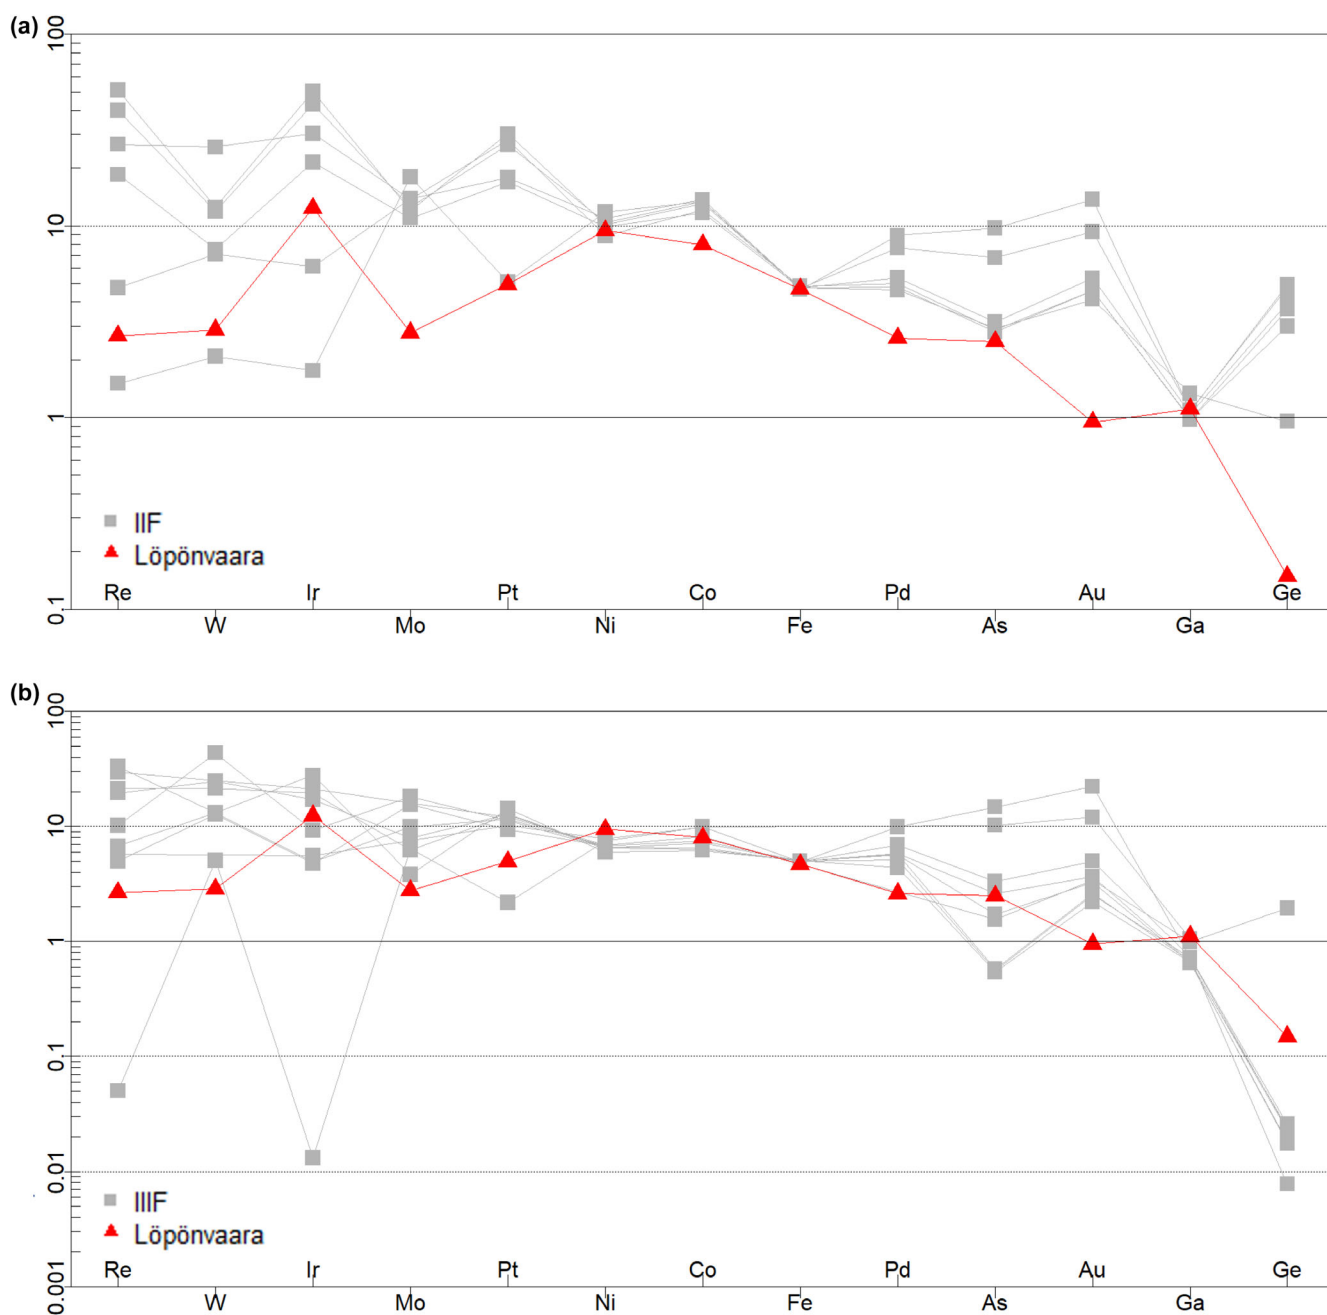 (a)
100
10
1
0.1
IIF
Löpönvaara
Re Ir Pt Co Pd Au Ge
W Mo Ni Fe As Ga
(b)
100
10
1
0.1
0.01
0.001
IIIF
Löpönvaara
Re Ir Pt Co Pd Au Ge
W Mo Ni Fe As Ga